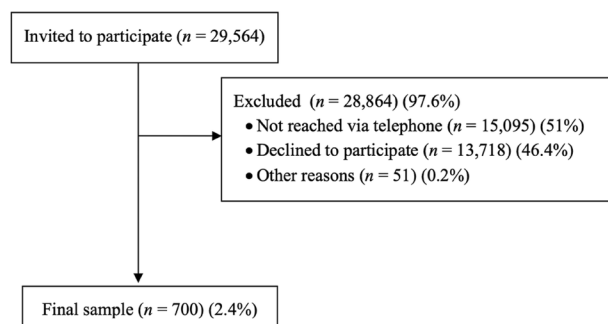 Invited to participate (n = 29,564)
Excluded (n = 28,864) (97.6%)
• Not reached via telephone (n = 15,095) (51%)
• Declined to participate (n = 13,718) (46.4%)
• Other reasons (n = 51) (0.2%)
Final sample (n = 700) (2.4%)